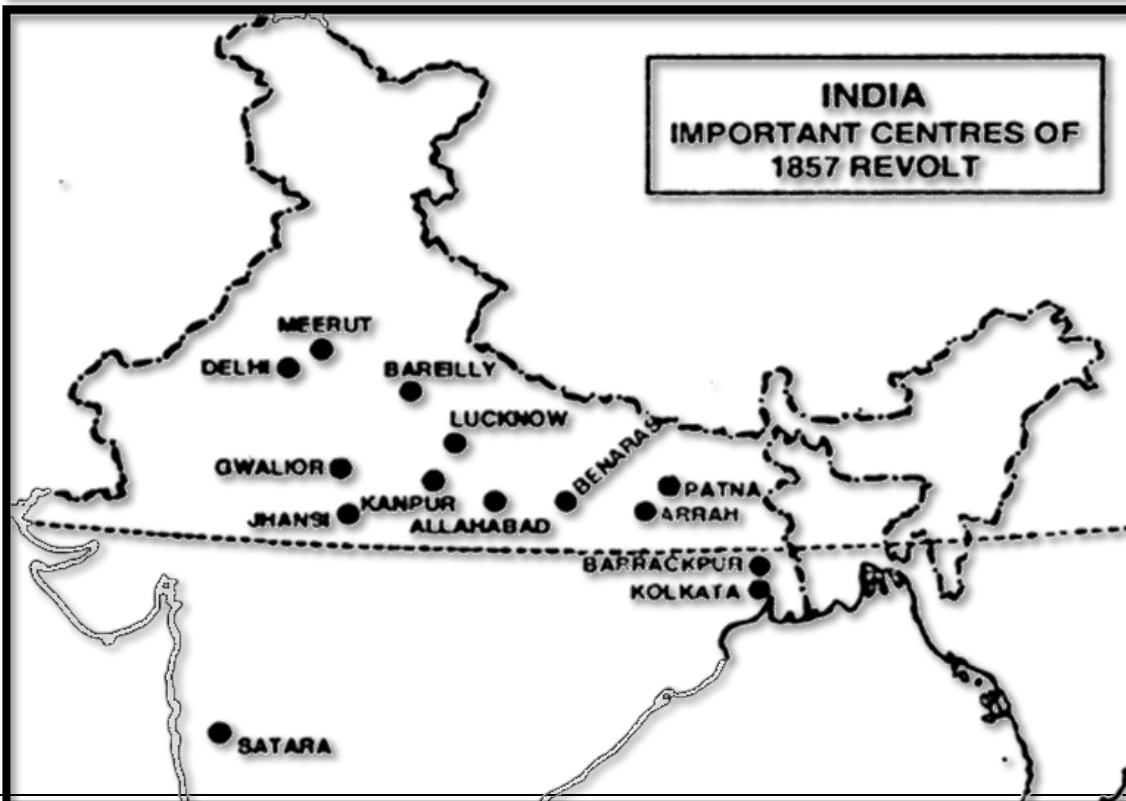 INDIA
IMPORTANT CENTRES OF
1857 REVOLT
MEERUT
DELHI
BAREILLY
LUCKNOW
BENARAS
GWALIOR
KANPUR
PATNA
JHANSI
ALLAHABAD
ARRAH
BARRACKPUR
KOLKATA
SATARA